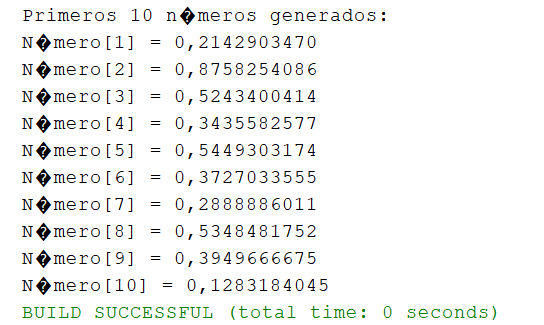 Primeros 10 n�meros generados:
N�mero[1] = 0,2142903470
N�mero[2] = 0,8758254086
N�mero[3] = 0,5243400414
N�mero[4] = 0,3435582577
N�mero[5] = 0,5449303174
N�mero[6] = 0,3727033555
N�mero[7] = 0,2888886011
N�mero[8] = 0,5348481752
N�mero[9] = 0,3949666675
N�mero[10] = 0,1283184045
BUILD SUCCESSFUL (total time: 0 seconds)